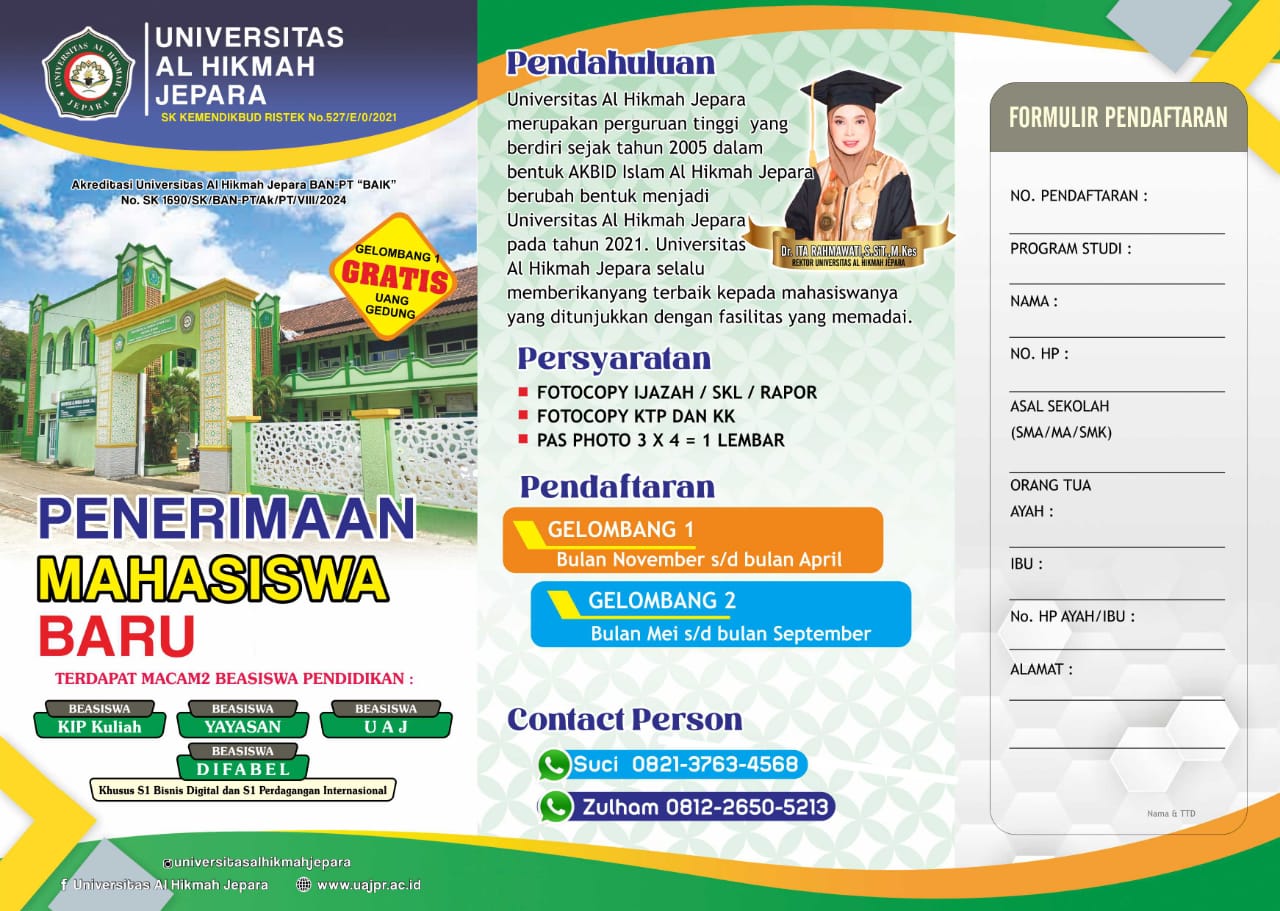 UNIVERSITAS AL HIKMAH
JEPARA
UNIVERSITAS
AL HIKMAH
JEPARA
SK KEMENDIKBUD RISTEK No.527/E/0/2021
Akreditasi Universitas Al Hikmah Jepara BAN-PT “BAIK”
No. SK 1690/SK/BAN-PT/Ak/PT/VIII/2024
GELOMBANG 1
GRATIS
UANG
GEDUNG
PENERIMAAN
MAHASISWA
BARU
TERDAPAT MACAM2 BEASISWA PENDIDIKAN :
BEASISWA
KIP Kuliah
BEASISWA
YAYASAN
BEASISWA
U A J
BEASISWA
D I F A B E L
Khusus S1 Bisnis Digital dan S1 Perdagangan Internasional
@universitasalhikmahjepara
f Universitas Al Hikmah Jepara
www.uajpr.ac.id
Pendahuluan
Universitas Al Hikmah Jepara
merupakan perguruan tinggi yang
berdiri sejak tahun 2005 dalam
bentuk AKBID Islam Al Hikmah Jepara
berubah bentuk menjadi
Universitas Al Hikmah Jepara
pada tahun 2021. Universitas
Al Hikmah Jepara selalu
memberikanyang terbaik kepada mahasiswanya
yang ditunjukkan dengan fasilitas yang memadai.
Dr. ITA RAHMAWATI,S.SiT.,M.Kes
REKTOR UNIVERSITAS AL HIKMAH JEPARA
Persyaratan
FOTOCOPY IJAZAH / SKL / RAPOR
FOTOCOPY KTP DAN KK
PAS PHOTO 3 X 4 = 1 LEMBAR
Pendaftaran
GELOMBANG 1
Bulan November s/d bulan April
GELOMBANG 2
Bulan Mei s/d bulan September
Contact Person
Suci 0821-3763-4568
Zulham 0812-2650-5213
FORMULIR PENDAFTARAN
NO. PENDAFTARAN :
PROGRAM STUDI :
NAMA :
NO. HP :
ASAL SEKOLAH
(SMA/MA/SMK)
ORANG TUA
AYAH :
IBU :
No. HP AYAH/IBU :
ALAMAT :
Nama & TTD